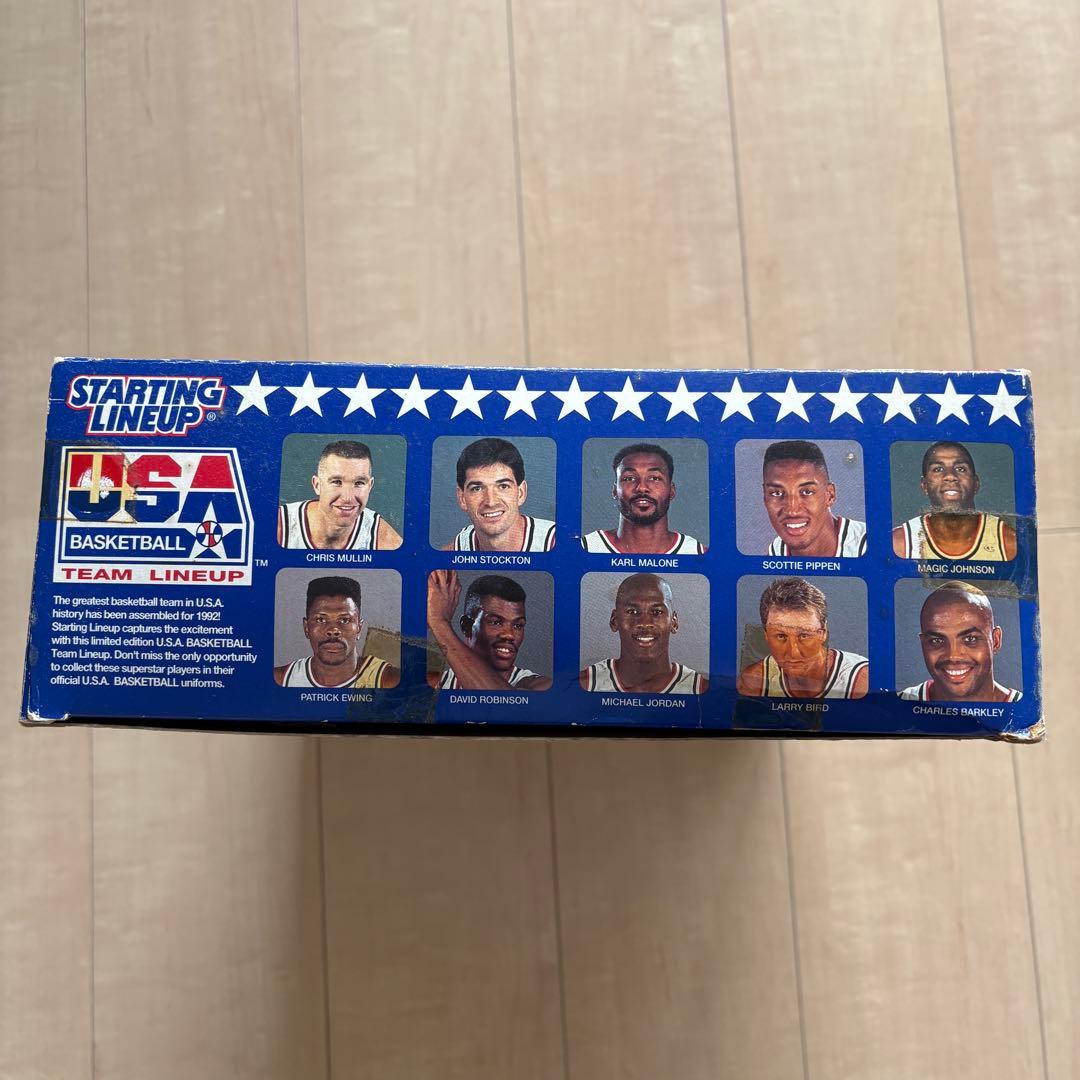 STARTING
LINEUP®
USA
BASKETBALL
TEAM LINEUP™
The greatest basketball team in U.S.A.
history has been assembled for 1992!
Starting Lineup captures the excitement
with this limited edition U.S.A. BASKETBALL
Team Lineup. Don't miss the only opportunity
to collect these superstar players in their
official U.S.A. BASKETBALL uniforms.
CHRIS MULLIN
JOHN STOCKTON
KARL MALONE
SCOTTIE PIPPEN
MAGIC JOHNSON
PATRICK EWING
DAVID ROBINSON
MICHAEL JORDAN
LARRY BIRD
CHARLES BARKLEY